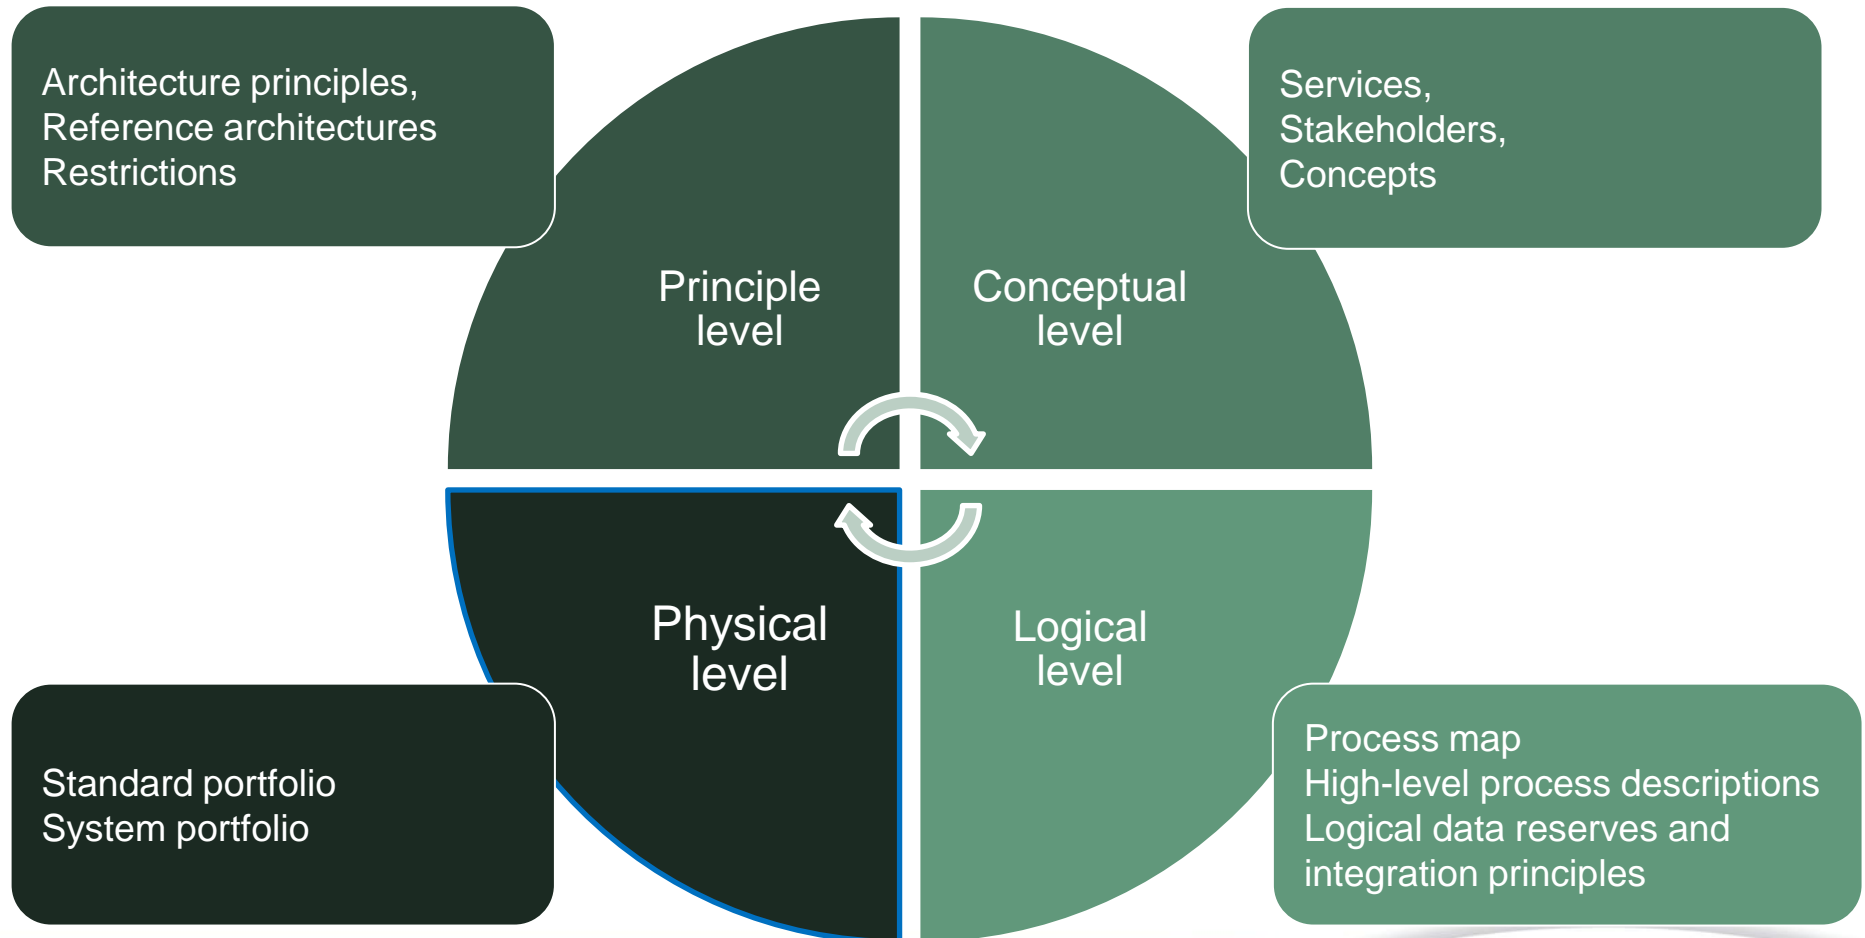 Architecture principles,
Reference architectures
Restrictions
Services,
Stakeholders,
Concepts
Principle
level
Conceptual
level
Physical
level
Logical
level
Standard portfolio
System portfolio
Process map
High-level process descriptions
Logical data reserves and
integration principles